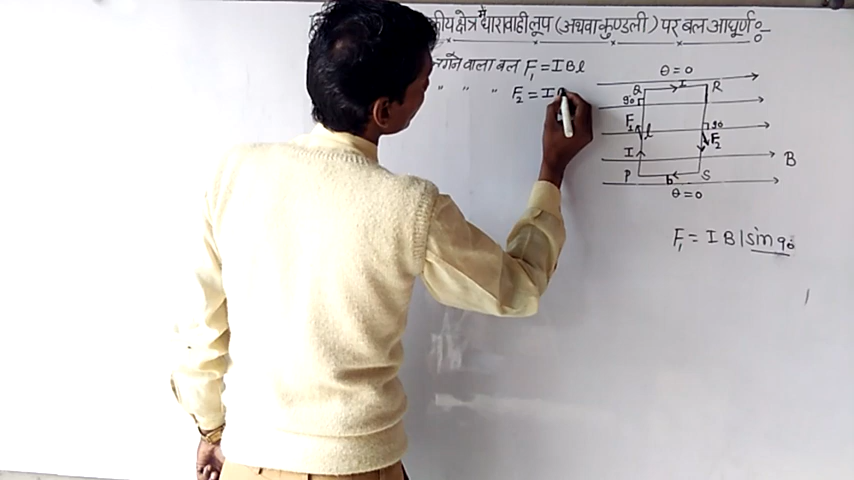 कीय क्षेत्र में धारावाही लूप (अथवा कुण्डली) पर बल आघूर्ण
लगने वाला बल F₁ = IBl
" " " F₂ = I
θ = 0
Q I R
90
F₁ l 90 F₂
I
B
P b S
θ = 0
F₁ = I B l sin 90